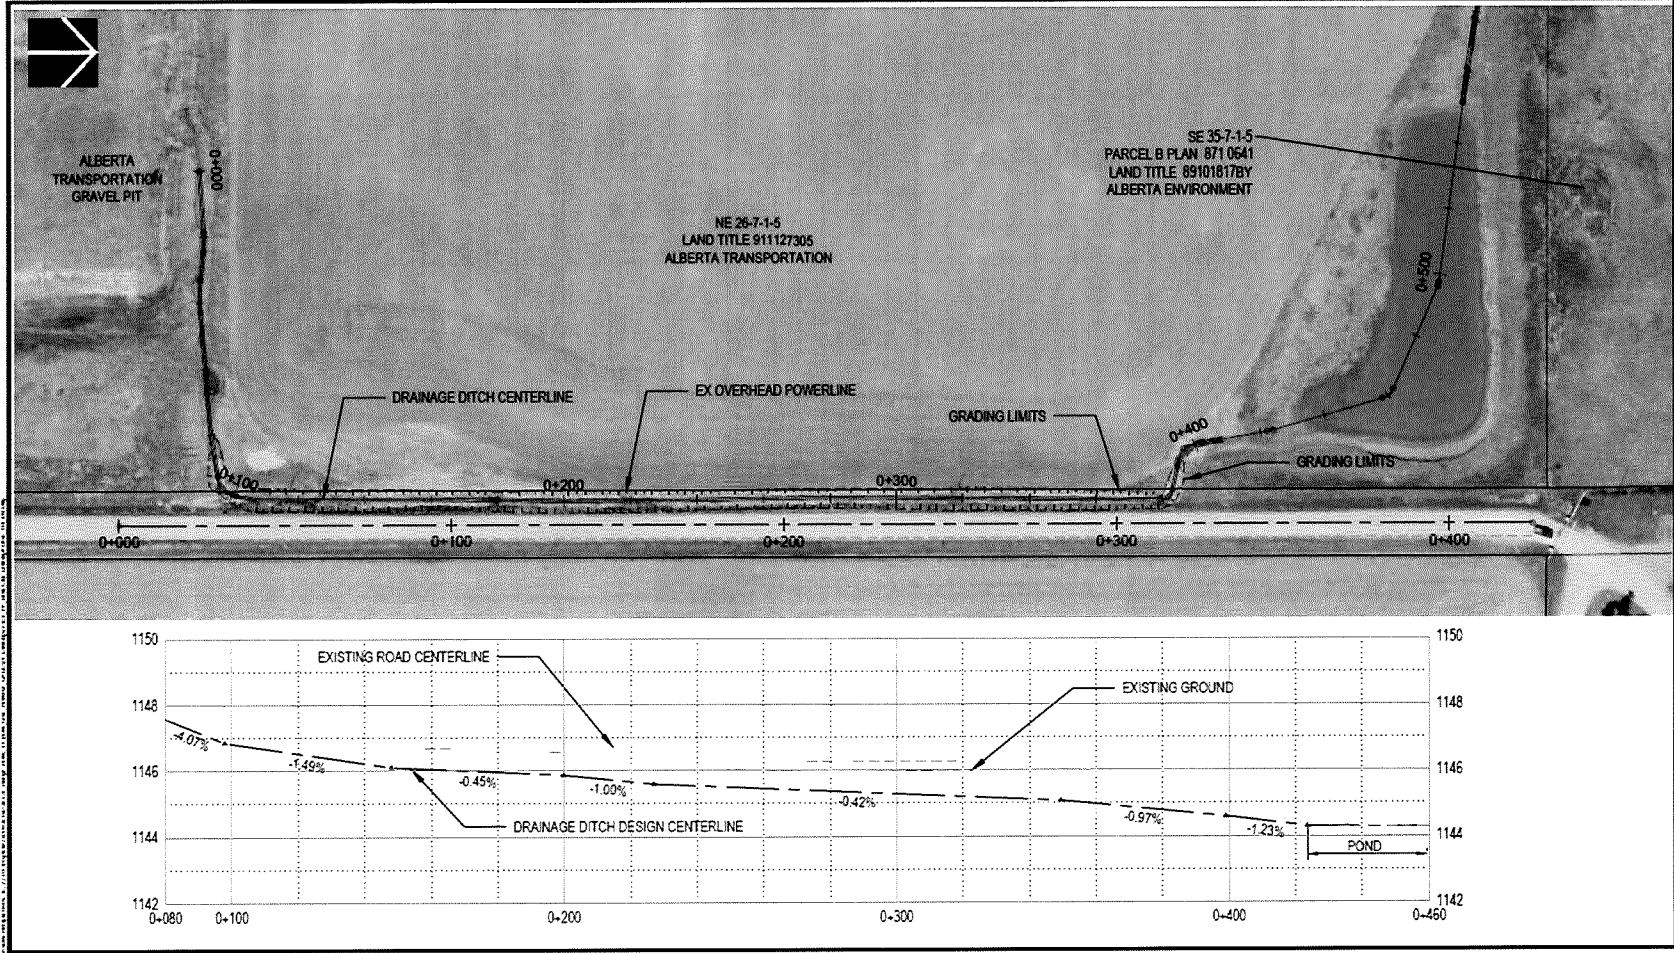 ALBERTA
TRANSPORTATION
GRAVEL PIT
0+000
SE 35-7-1-5
PARCEL B PLAN 871 0641
LAND TITLE 89101817BY
ALBERTA ENVIRONMENT
NE 26-7-1-5
LAND TITLE 911127305
ALBERTA TRANSPORTATION
0+500
DRAINAGE DITCH CENTERLINE
EX OVERHEAD POWERLINE
GRADING LIMITS
0+400
GRADING LIMITS
0+100
0+200
0+300
0+000
0+100
0+200
0+300
0+400
1150
1150
EXISTING ROAD CENTERLINE
EXISTING GROUND
1148
1148
-4.07%
-1.49%
1146
1146
-0.45%
-1.00%
-0.42%
-0.97%
-1.23%
DRAINAGE DITCH DESIGN CENTERLINE
1144
1144
POND
1142
1142
0+080
0+100
0+200
0+300
0+400
0+460